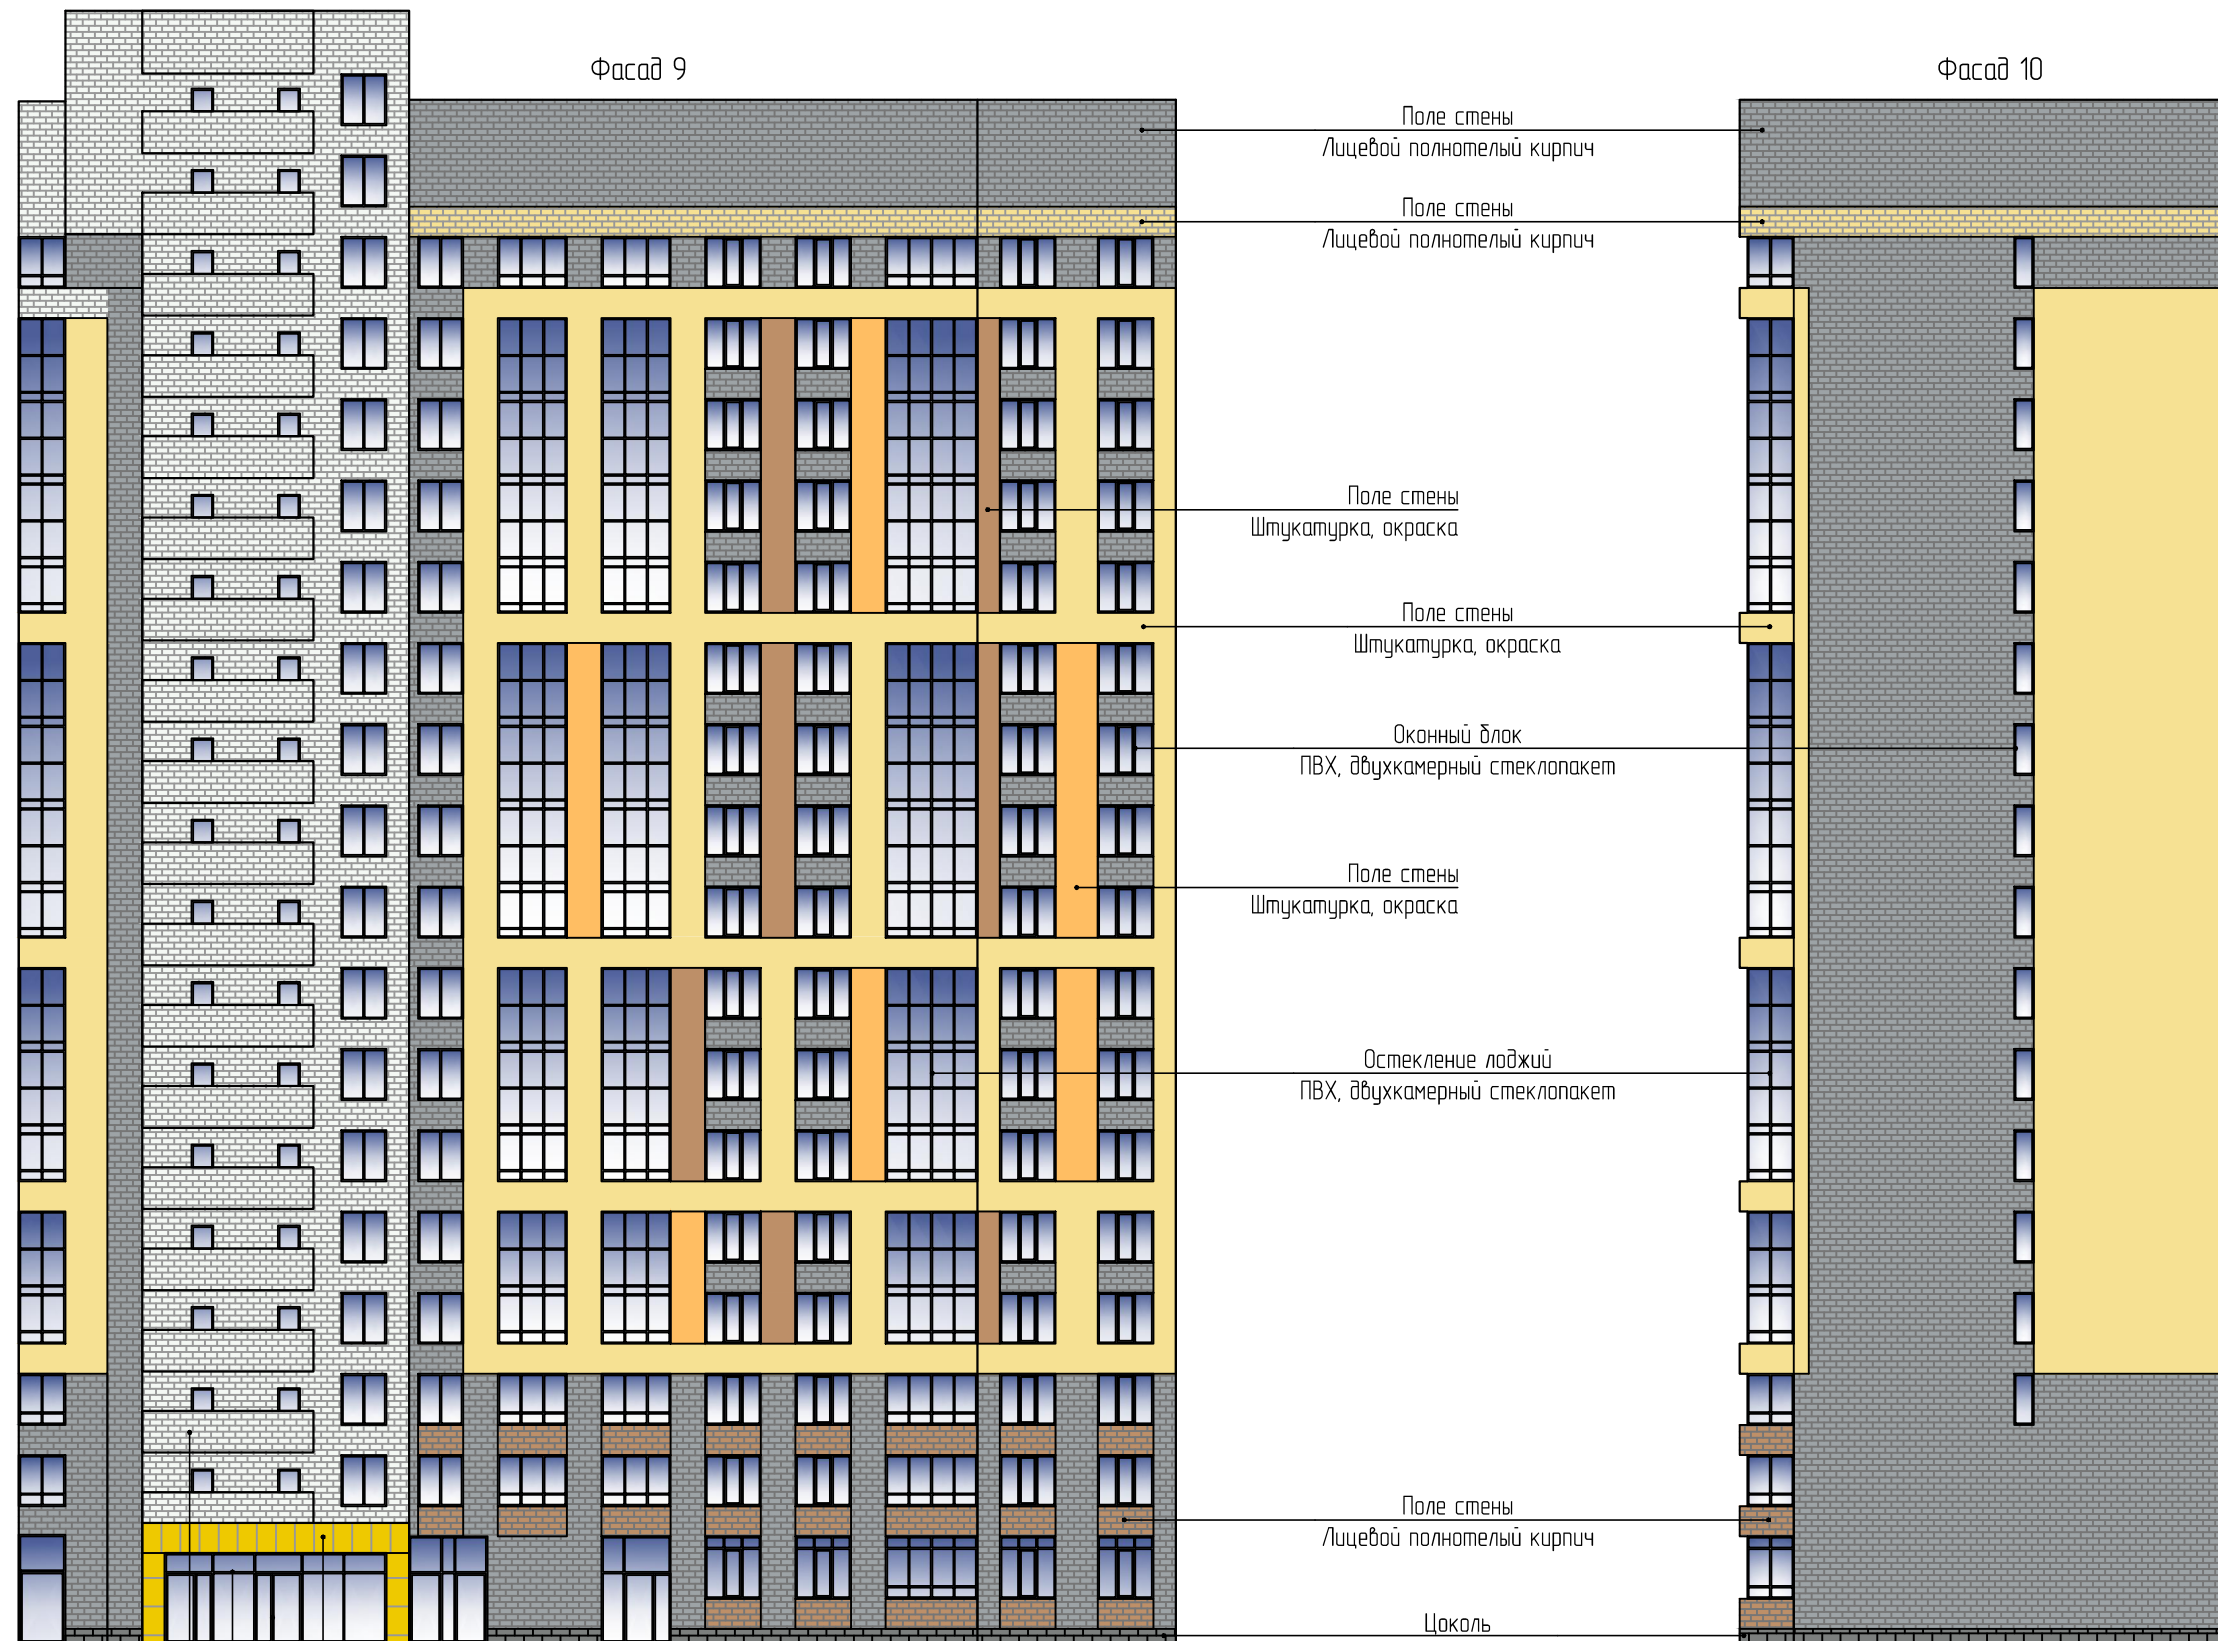 Фасад 9
Фасад 10
Поле стены
Лицевой полнотелый кирпич
Поле стены
Лицевой полнотелый кирпич
Поле стены
Штукатурка, окраска
Поле стены
Штукатурка, окраска
Оконный блок
ПВХ, двухкамерный стеклопакет
Поле стены
Штукатурка, окраска
Остекление лоджий
ПВХ, двухкамерный стеклопакет
Поле стены
Лицевой полнотелый кирпич
Цоколь